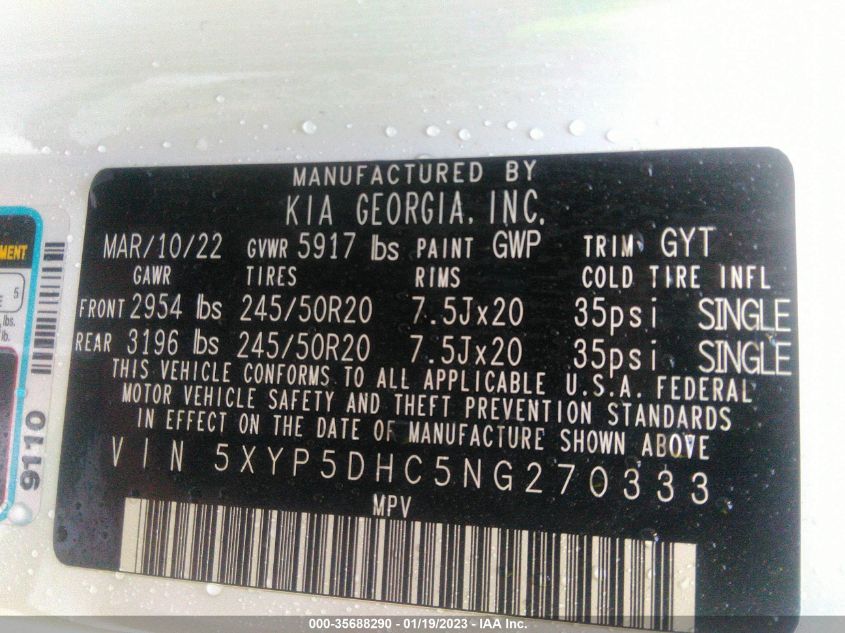 MANUFACTURED BY
KIA GEORGIA, INC.
MAR/10/22 GVWR 5917 lbs PAINT GWP TRIM GYT
GAWR TIRES RIMS COLD TIRE INFL
FRONT 2954 lbs 245/50R20 7.5Jx20 35psi SINGLE
REAR 3196 lbs 245/50R20 7.5Jx20 35psi SINGLE
THIS VEHICLE CONFORMS TO ALL APPLICABLE U.S.A. FEDERAL
MOTOR VEHICLE SAFETY AND THEFT PREVENTION STANDARDS
IN EFFECT ON THE DATE OF MANUFACTURE SHOWN ABOVE
VIN 5XYP5DHC5NG270333
MPV
5
lbs.
lb.
9110
000-35688290 - 01/19/2023 - IAA Inc.